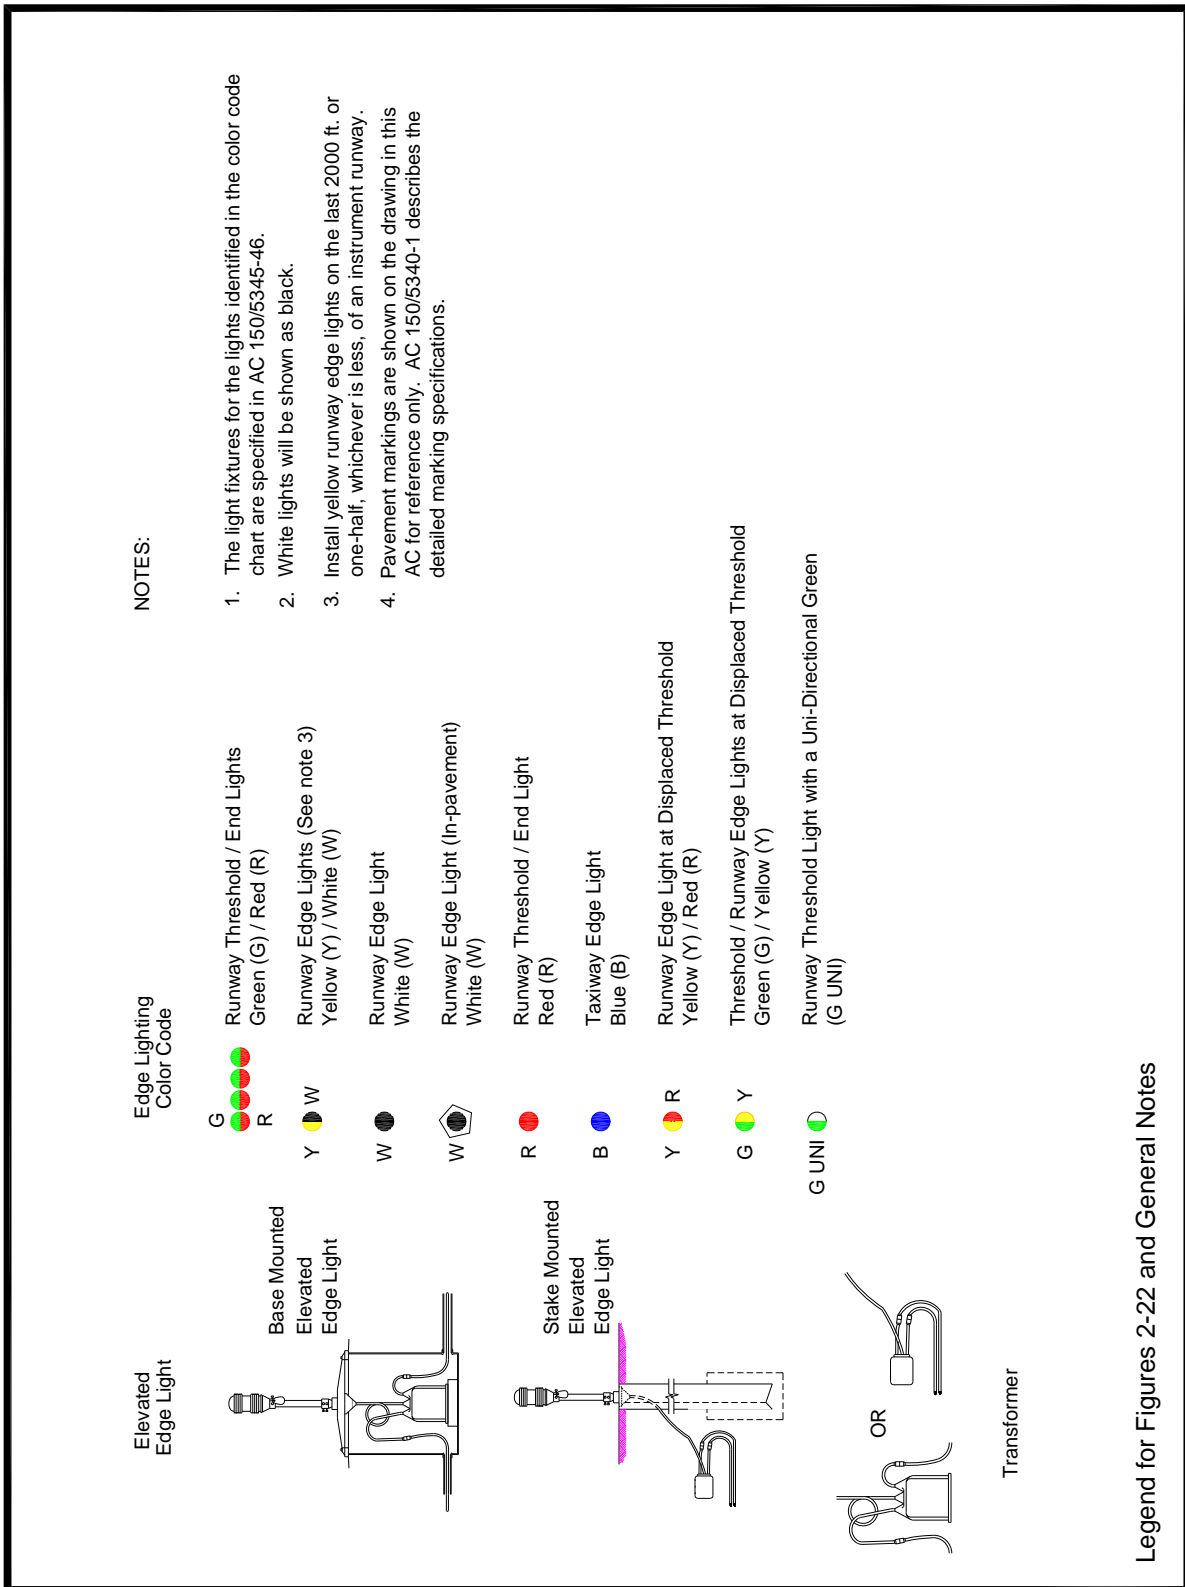 Elevated
Edge Light
Base Mounted
Elevated
Edge Light
Stake Mounted
Elevated
Edge Light
OR
Transformer
Edge Lighting
Color Code
G
R
Runway Threshold / End Lights
Green (G) / Red (R)
Y
W
Runway Edge Lights (See note 3)
Yellow (Y) / White (W)
W
Runway Edge Light
White (W)
W
Runway Edge Light (In-pavement)
White (W)
R
Runway Threshold / End Light
Red (R)
B
Taxiway Edge Light
Blue (B)
Y
R
Runway Edge Light at Displaced Threshold
Yellow (Y) / Red (R)
G
Y
Threshold / Runway Edge Lights at Displaced Threshold
Green (G) / Yellow (Y)
G UNI
Runway Threshold Light with a Uni-Directional Green
(G UNI)
NOTES:
1. The light fixtures for the lights identified in the color code
chart are specified in AC 150/5345-46.
2. White lights will be shown as black.
3. Install yellow runway edge lights on the last 2000 ft. or
one-half, whichever is less, of an instrument runway.
4. Pavement markings are shown on the drawing in this
AC for reference only. AC 150/5340-1 describes the
detailed marking specifications.
Legend for Figures 2-22 and General Notes